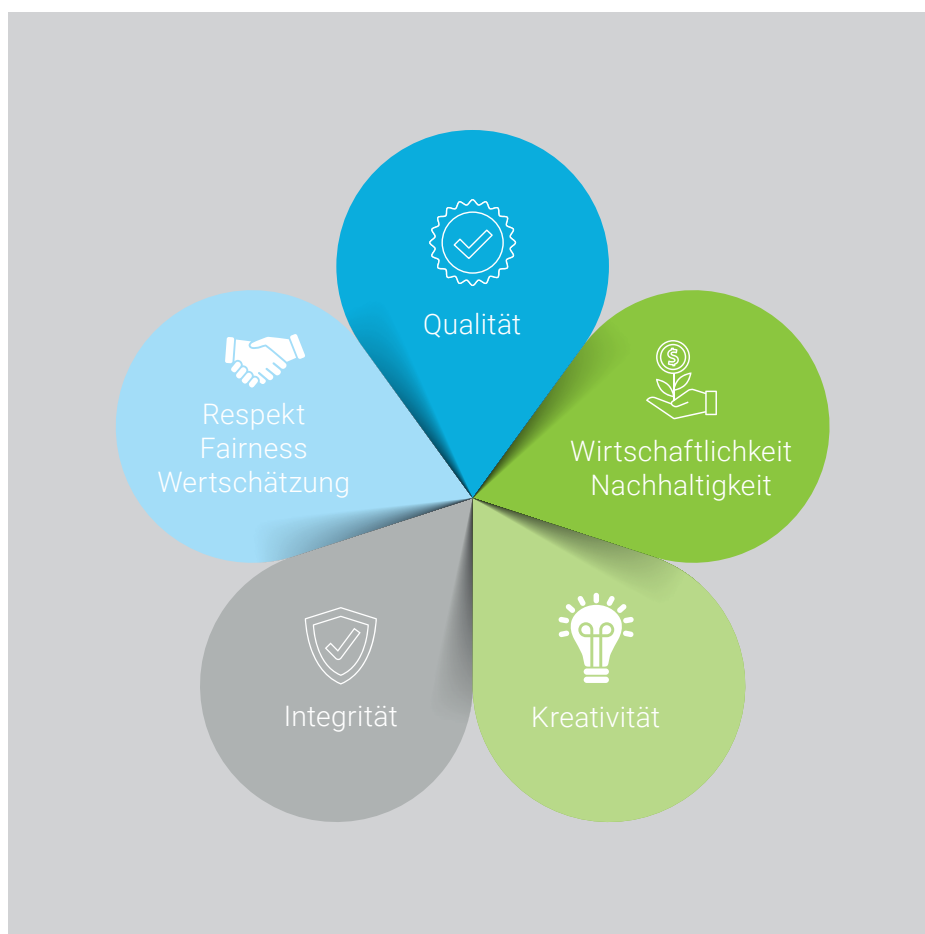 Qualität
Wirtschaftlichkeit
Nachhaltigkeit
Kreativität
Integrität
Respekt
Fairness
Wertschätzung